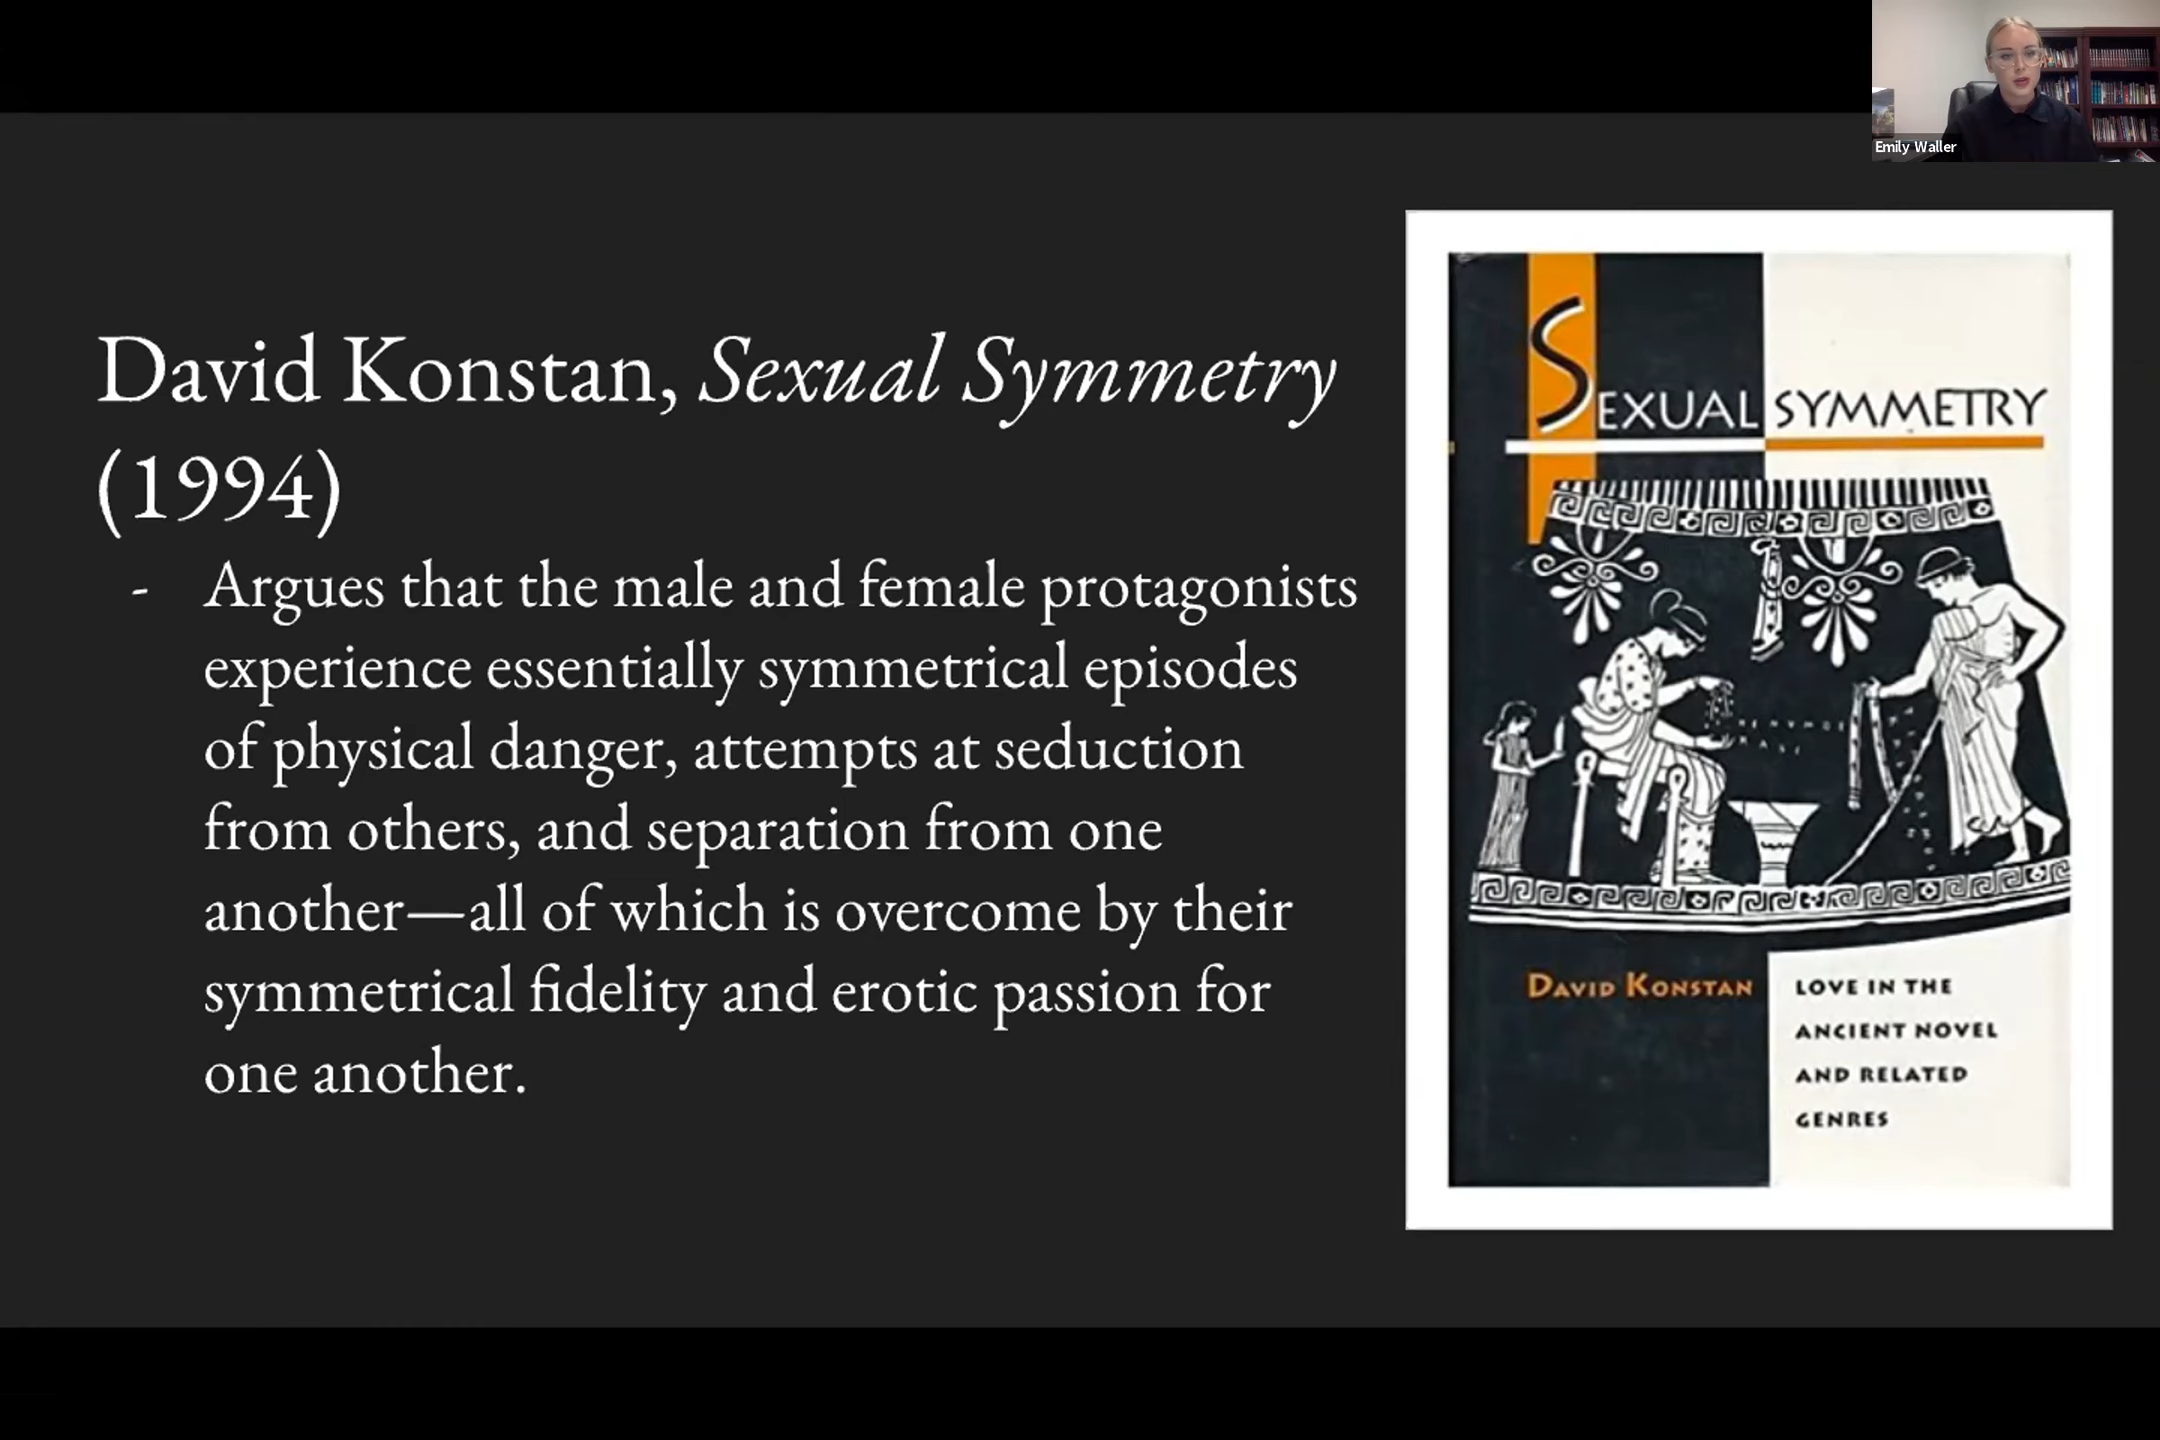 Emily Waller
David Konstan, Sexual Symmetry
(1994)
- Argues that the male and female protagonists
experience essentially symmetrical episodes
of physical danger, attempts at seduction
from others, and separation from one
another—all of which is overcome by their
symmetrical fidelity and erotic passion for
one another.
SEXUAL SYMMETRY
DAVID KONSTAN
LOVE IN THE
ANCIENT NOVEL
AND RELATED
GENRES